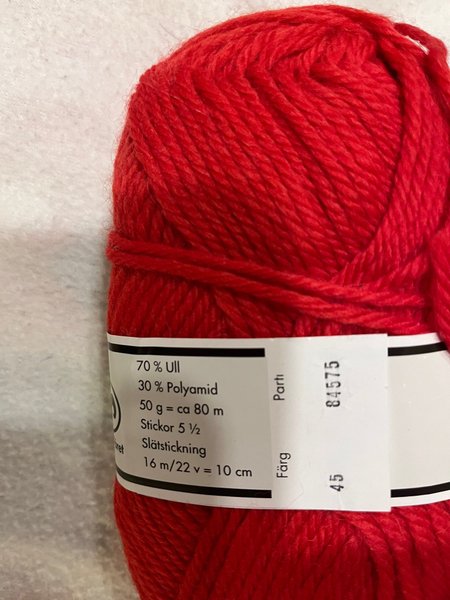 70 % Ull
30 % Polyamid
50 g = ca 80 m
Stickor 5 ½
Slätstickning
16 m/22 v = 10 cm
Parti 84575
Färg 45